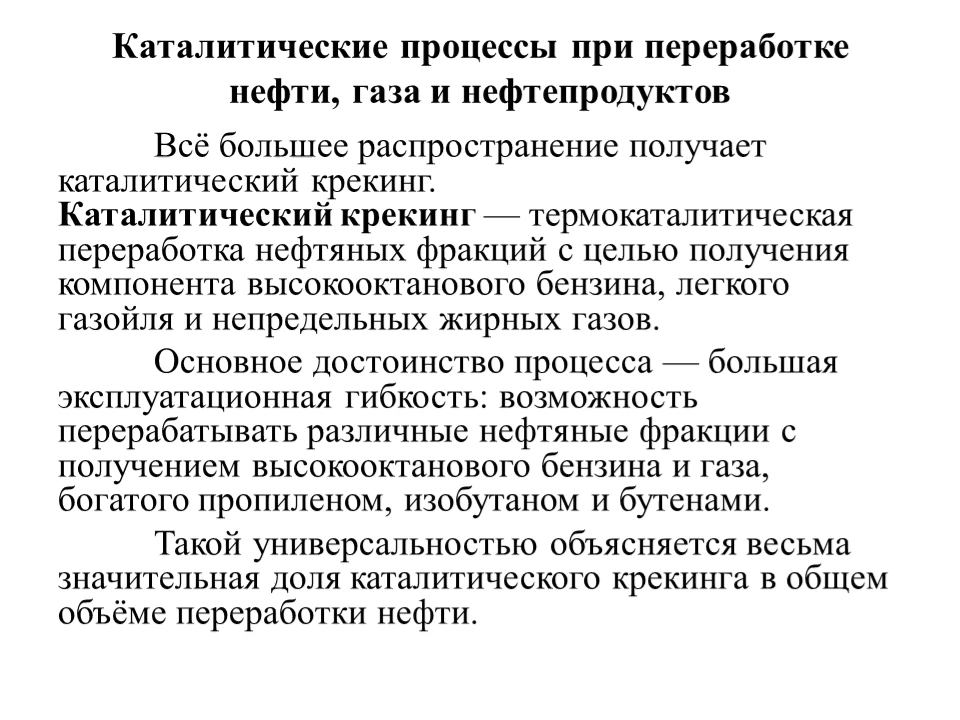 Каталитические процессы при переработке
нефти, газа и нефтепродуктов
Всё большее распространение получает
каталитический крекинг.
Каталитический крекинг — термокаталитическая
переработка нефтяных фракций с целью получения
компонента высокооктанового бензина, легкого
газойля и непредельных жирных газов.
Основное достоинство процесса — большая
эксплуатационная гибкость: возможность
перерабатывать различные нефтяные фракции с
получением высокооктанового бензина и газа,
богатого пропиленом, изобутаном и бутенами.
Такой универсальностью объясняется весьма
значительная доля каталитического крекинга в общем
объёме переработки нефти.